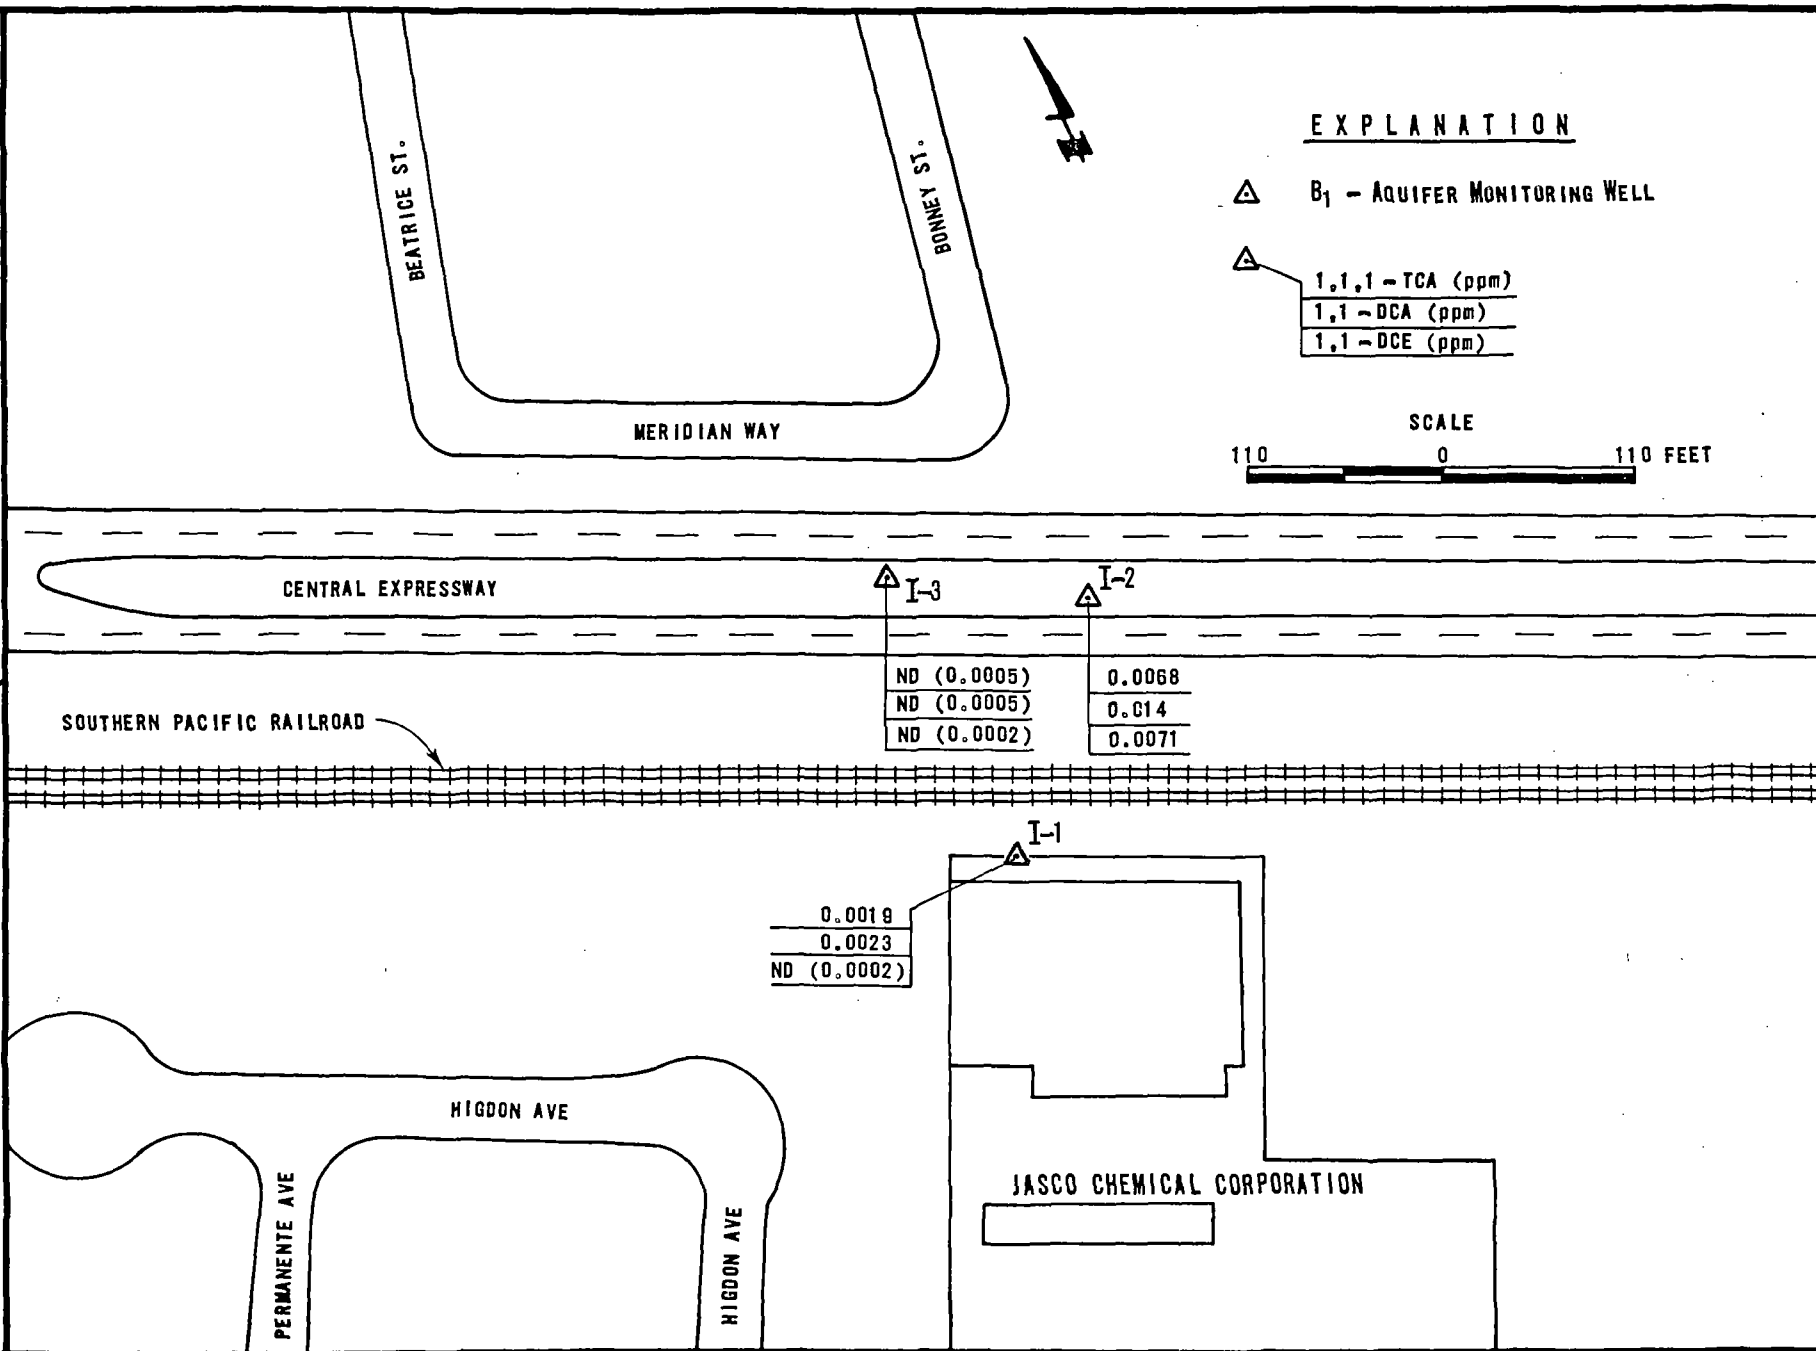 BEATRICE ST.
BONNEY ST.
MERIDIAN WAY
EXPLANATION
B1 - AQUIFER MONITORING WELL
1,1,1-TCA (ppm)
1,1-DCA (ppm)
1,1-DCE (ppm)
SCALE
110 0 110 FEET
CENTRAL EXPRESSWAY
I-3
I-2
ND (0.0005)
ND (0.0005)
ND (0.0002)
0.0068
0.014
0.0071
SOUTHERN PACIFIC RAILROAD
I-1
0.0019
0.0023
ND (0.0002)
HIGDON AVE
PERMANENTE AVE
HIGDON AVE
JASCO CHEMICAL CORPORATION